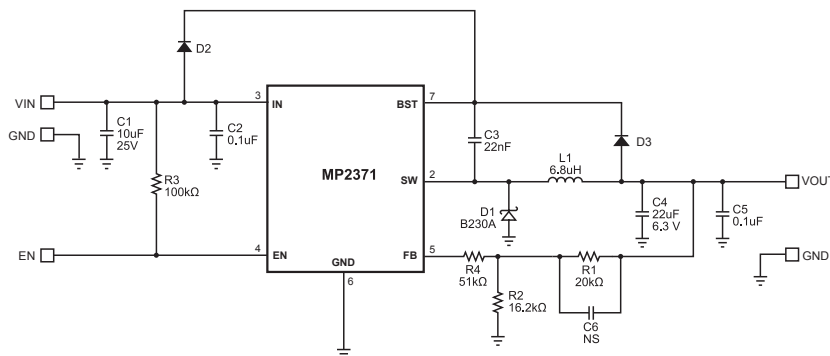 D2
VIN
GND
C1
10uF
25V
C2
0.1uF
R3
100kΩ
EN
3
IN
4
EN
MP2371
GND
6
7
BST
2
SW
5
FB
C3
22nF
D3
L1
6.8uH
D1
B230A
C4
22uF
6.3 V
C5
0.1uF
VOUT
GND
R4
51kΩ
R2
16.2kΩ
R1
20kΩ
C6
NS